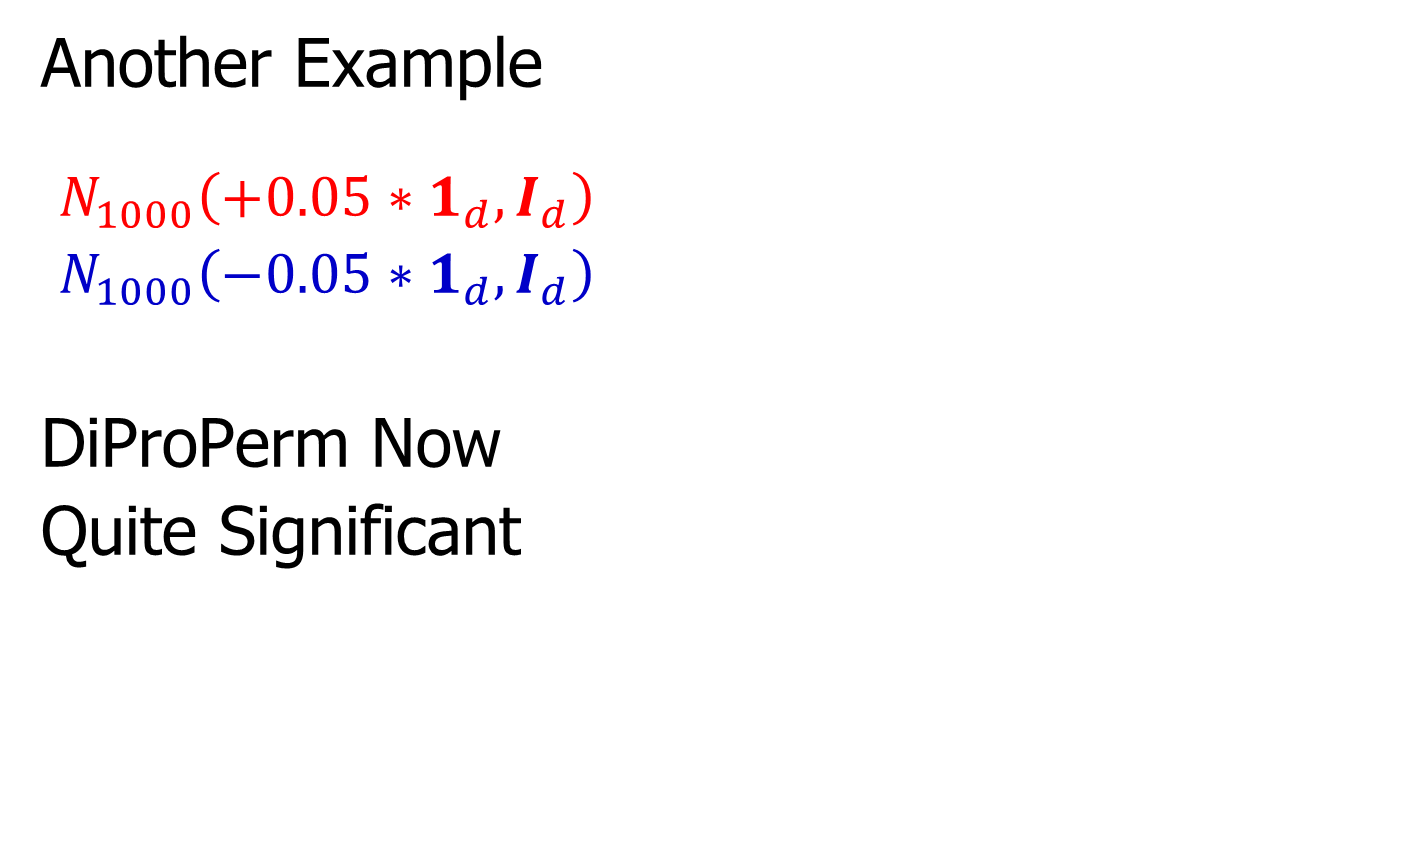 Another Example
N₁₀₀₀(+0.05 * 𝟏_d, 𝑰_d)
N₁₀₀₀(−0.05 * 𝟏_d, 𝑰_d)
DiProPerm Now
Quite Significant